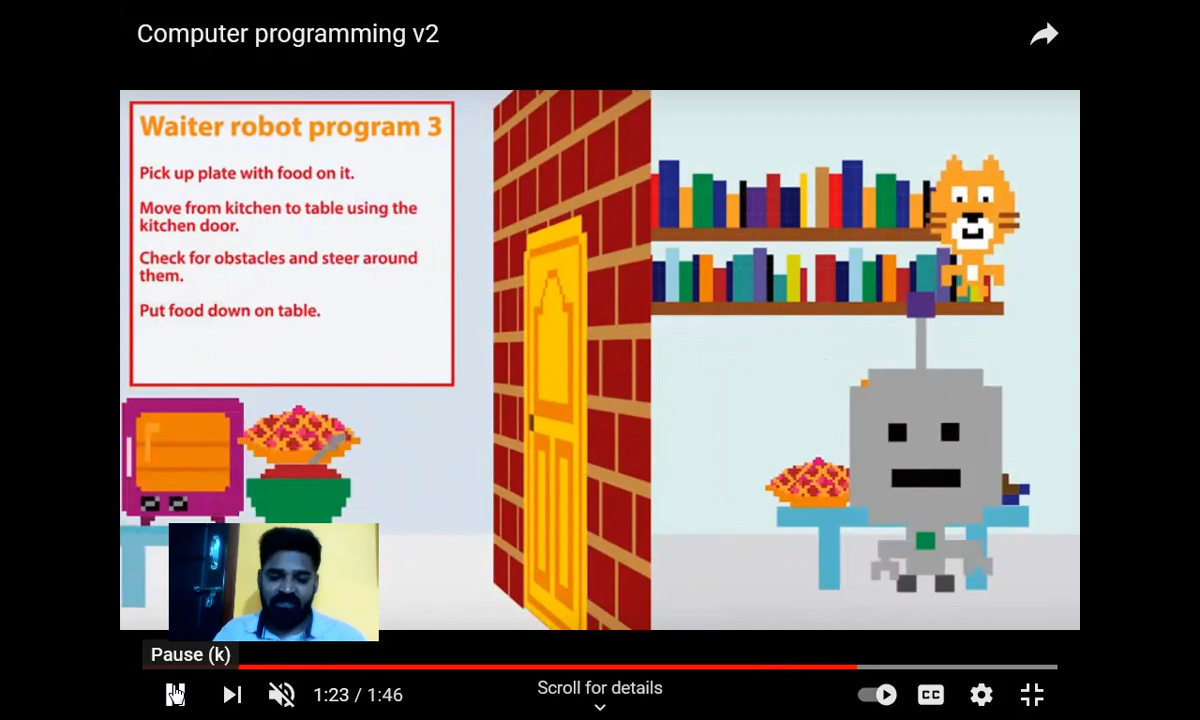 Computer programming v2
Waiter robot program 3
Pick up plate with food on it.
Move from kitchen to table using the
kitchen door.
Check for obstacles and steer around
them.
Put food down on table.
Pause (k)
1:23 / 1:46
Scroll for details
CC